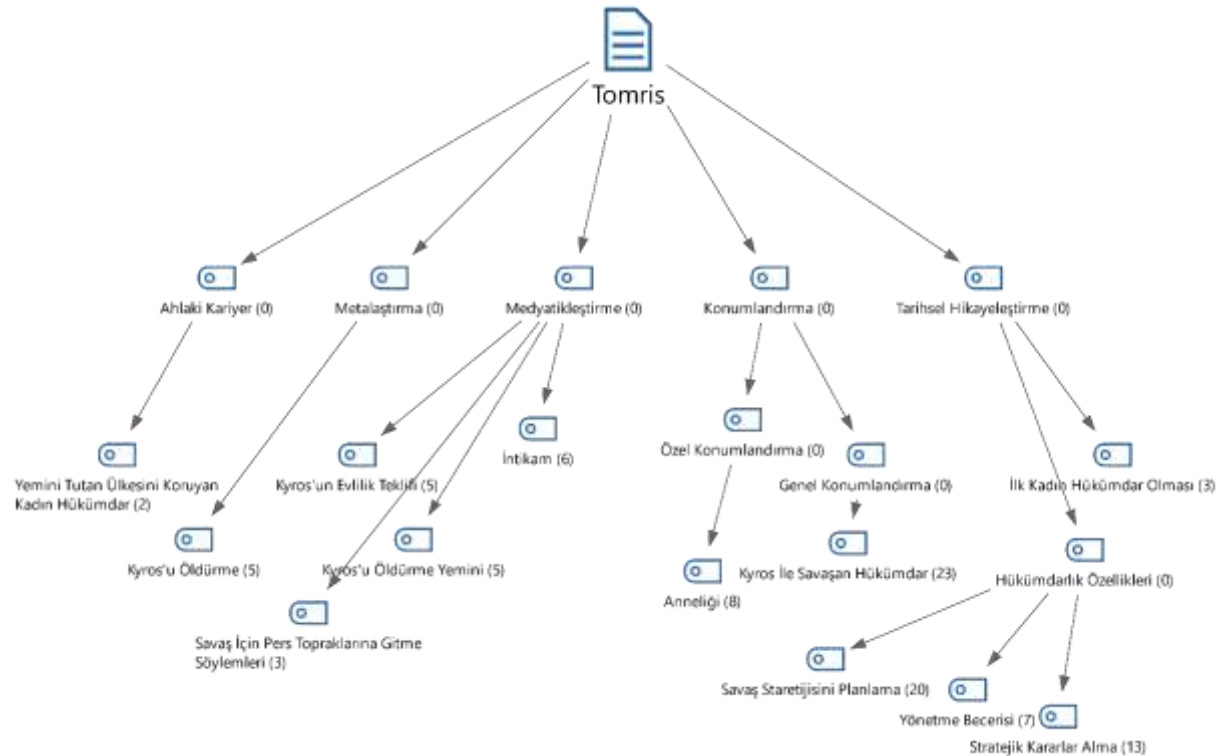 Tomris
Ahlaki Kariyer (0)
Metalaştırma (0)
Medyatikleştirme (0)
Konumlandırma (0)
Tarihsel Hikayeleştirme (0)
Yemini Tutan Ülkesini Koruyan
Kadın Hükümdar (2)
Kyros'un Evlilik Teklifi (5)
İntikam (6)
Özel Konumlandırma (0)
Genel Konumlandırma (0)
İlk Kadın Hükümdar Olması (3)
Kyros'u Öldürme (5)
Kyros'u Öldürme Yemini (5)
Anneliği (8)
Kyros İle Savaşan Hükümdar (23)
Hükümdarlık Özellikleri (0)
Savaş İçin Pers Topraklarına Gitme
Söylemleri (3)
Savaş Staretijisini Planlama (20)
Yönetme Becerisi (7)
Stratejik Kararlar Alma (13)